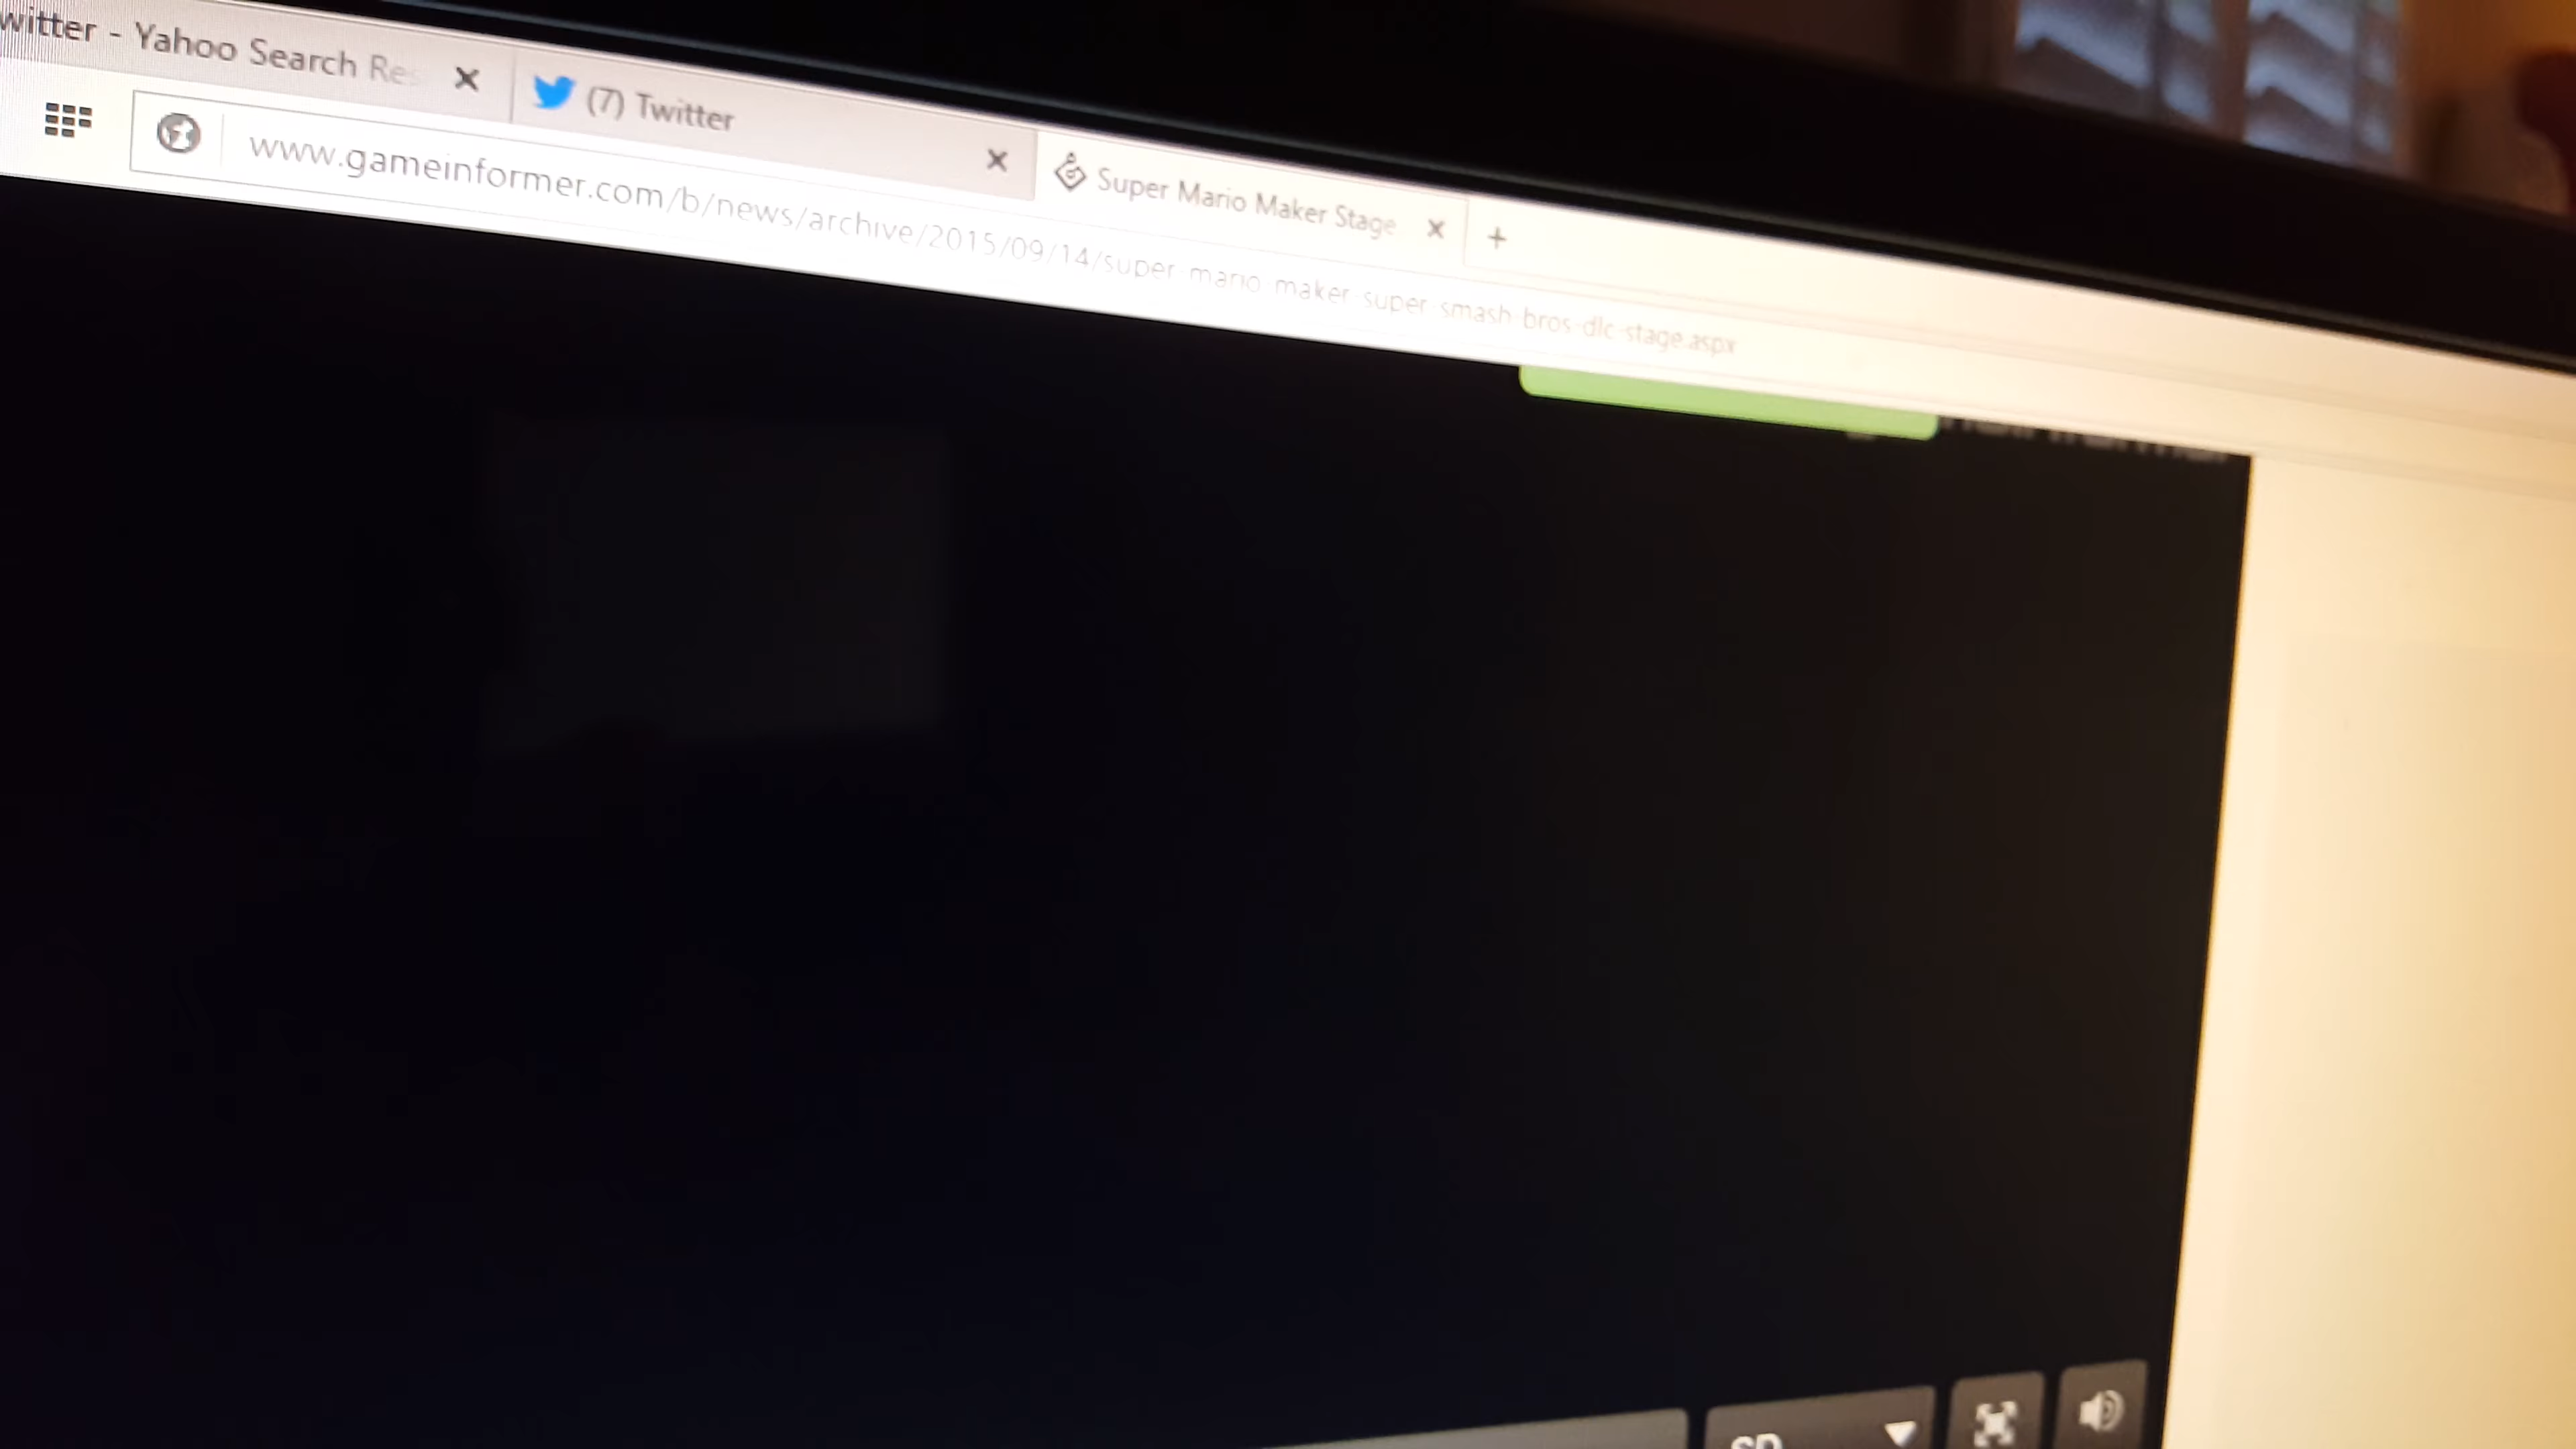 witter - Yahoo Search Re
(7) Twitter
Super Mario Maker Stage
www.gameinformer.com/b/news/archive/2015/09/14/super-mario-maker-super-smash-bros-dlc-stage.aspx
SD